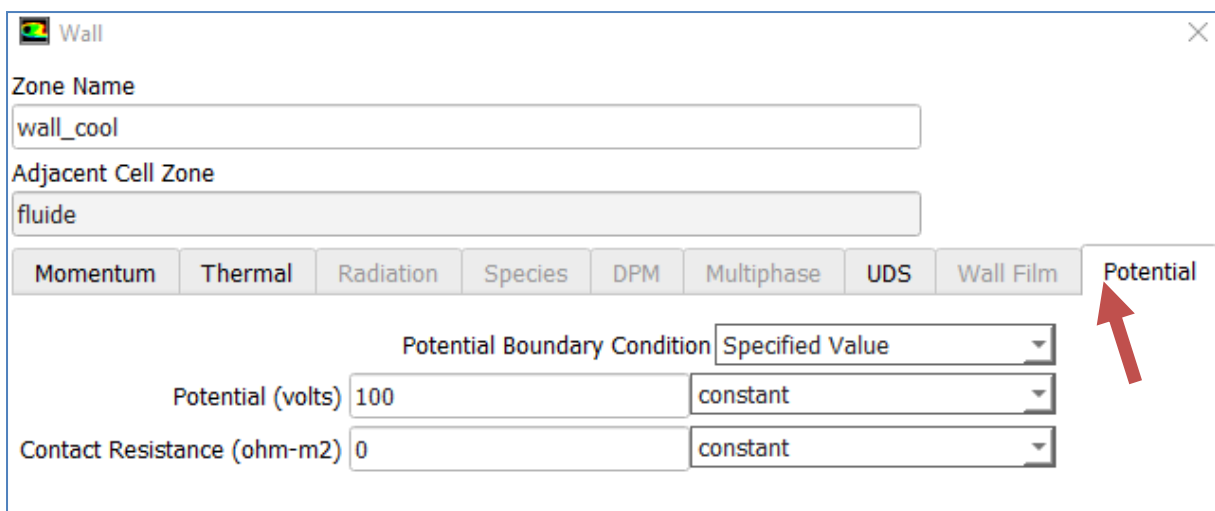 Wall
Zone Name
wall_cool
Adjacent Cell Zone
fluide
Momentum Thermal Radiation Species DPM Multiphase UDS Wall Film Potential
Potential Boundary Condition Specified Value
Potential (volts) 100 constant
Contact Resistance (ohm-m2) 0 constant